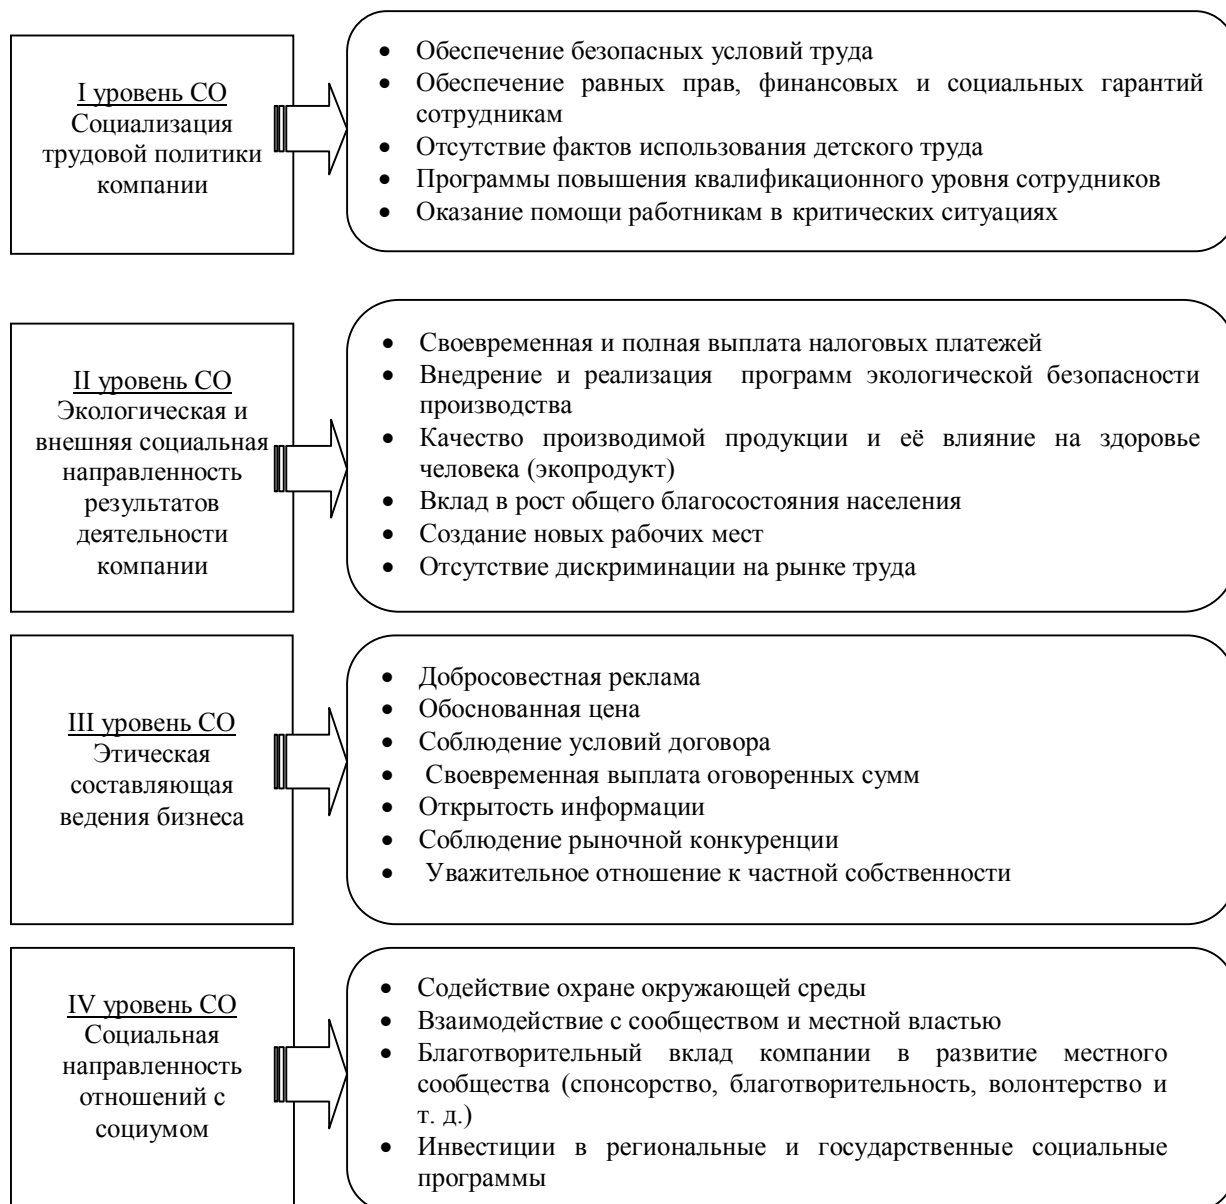 I уровень СО
Социализация
трудовой политики
компании
• Обеспечение безопасных условий труда
• Обеспечение равных прав, финансовых и социальных гарантий
сотрудникам
• Отсутствие фактов использования детского труда
• Программы повышения квалификационного уровня сотрудников
• Оказание помощи работникам в критических ситуациях
II уровень СО
Экологическая и
внешняя социальная
направленность
результатов
деятельности
компании
• Своевременная и полная выплата налоговых платежей
• Внедрение и реализация программ экологической безопасности
производства
• Качество производимой продукции и её влияние на здоровье
человека (экопродукт)
• Вклад в рост общего благосостояния населения
• Создание новых рабочих мест
• Отсутствие дискриминации на рынке труда
III уровень СО
Этическая
составляющая
ведения бизнеса
• Добросовестная реклама
• Обоснованная цена
• Соблюдение условий договора
• Своевременная выплата оговоренных сумм
• Открытость информации
• Соблюдение рыночной конкуренции
• Уважительное отношение к частной собственности
IV уровень СО
Социальная
направленность
отношений с
социумом
• Содействие охране окружающей среды
• Взаимодействие с сообществом и местной властью
• Благотворительный вклад компании в развитие местного
сообщества (спонсорство, благотворительность, волонтерство и
т. д.)
• Инвестиции в региональные и государственные социальные
программы